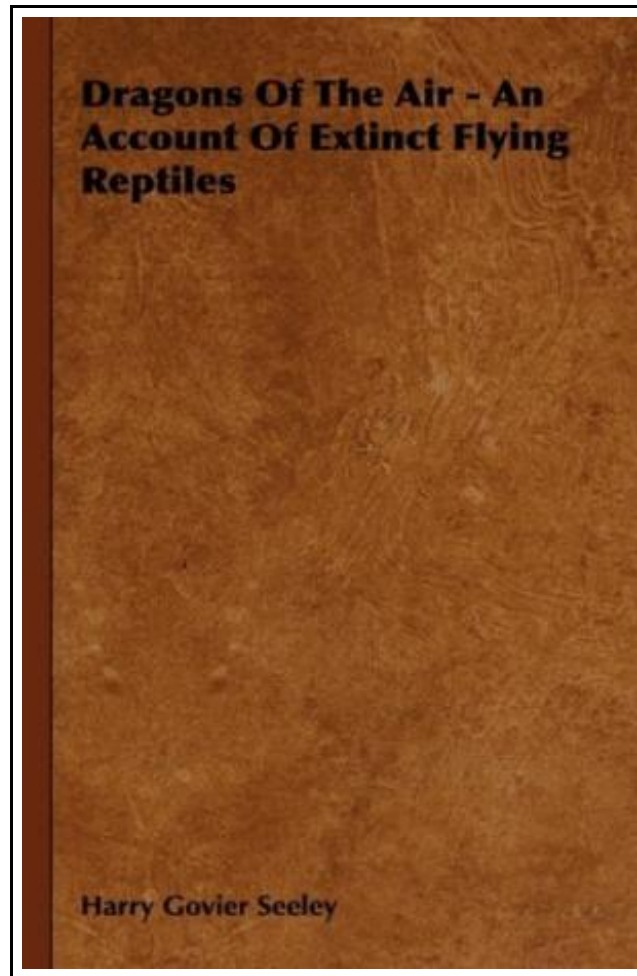 Dragons Of The Air - An
Account Of Extinct Flying
Reptiles
Harry Govier Seeley